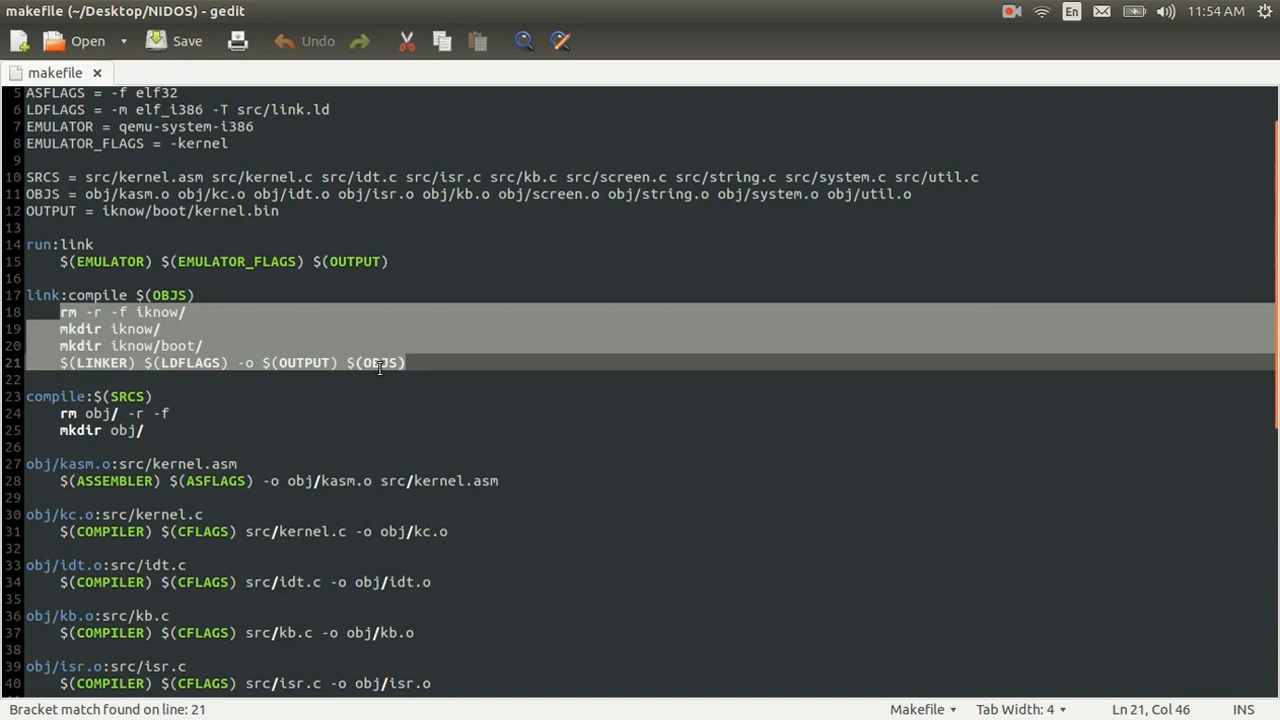 makefile (~/Desktop/NIDOS) - gedit
En
11:54 AM
Open
Save
Undo
makefile ×
5 ASFLAGS = -f elf32
6 LDFLAGS = -m elf_i386 -T src/link.ld
7 EMULATOR = qemu-system-i386
8 EMULATOR_FLAGS = -kernel
9
10 SRCS = src/kernel.asm src/kernel.c src/idt.c src/isr.c src/kb.c src/screen.c src/string.c src/system.c src/util.c
11 OBJS = obj/kasm.o obj/kc.o obj/idt.o obj/isr.o obj/kb.o obj/screen.o obj/string.o obj/system.o obj/util.o
12 OUTPUT = iknow/boot/kernel.bin
13
14 run:link
15 $(EMULATOR) $(EMULATOR_FLAGS) $(OUTPUT)
16
17 link:compile $(OBJS)
18 rm -r -f iknow/
19 mkdir iknow/
20 mkdir iknow/boot/
21 $(LINKER) $(LDFLAGS) -o $(OUTPUT) $(OBJS)
22
23 compile:$(SRCS)
24 rm obj/ -r -f
25 mkdir obj/
26
27 obj/kasm.o:src/kernel.asm
28 $(ASSEMBLER) $(ASFLAGS) -o obj/kasm.o src/kernel.asm
29
30 obj/kc.o:src/kernel.c
31 $(COMPILER) $(CFLAGS) src/kernel.c -o obj/kc.o
32
33 obj/idt.o:src/idt.c
34 $(COMPILER) $(CFLAGS) src/idt.c -o obj/idt.o
35
36 obj/kb.o:src/kb.c
37 $(COMPILER) $(CFLAGS) src/kb.c -o obj/kb.o
38
39 obj/isr.o:src/isr.c
40 $(COMPILER) $(CFLAGS) src/isr.c -o obj/isr.o
Bracket match found on line: 21
Makefile
Tab Width: 4
Ln 21, Col 46
INS